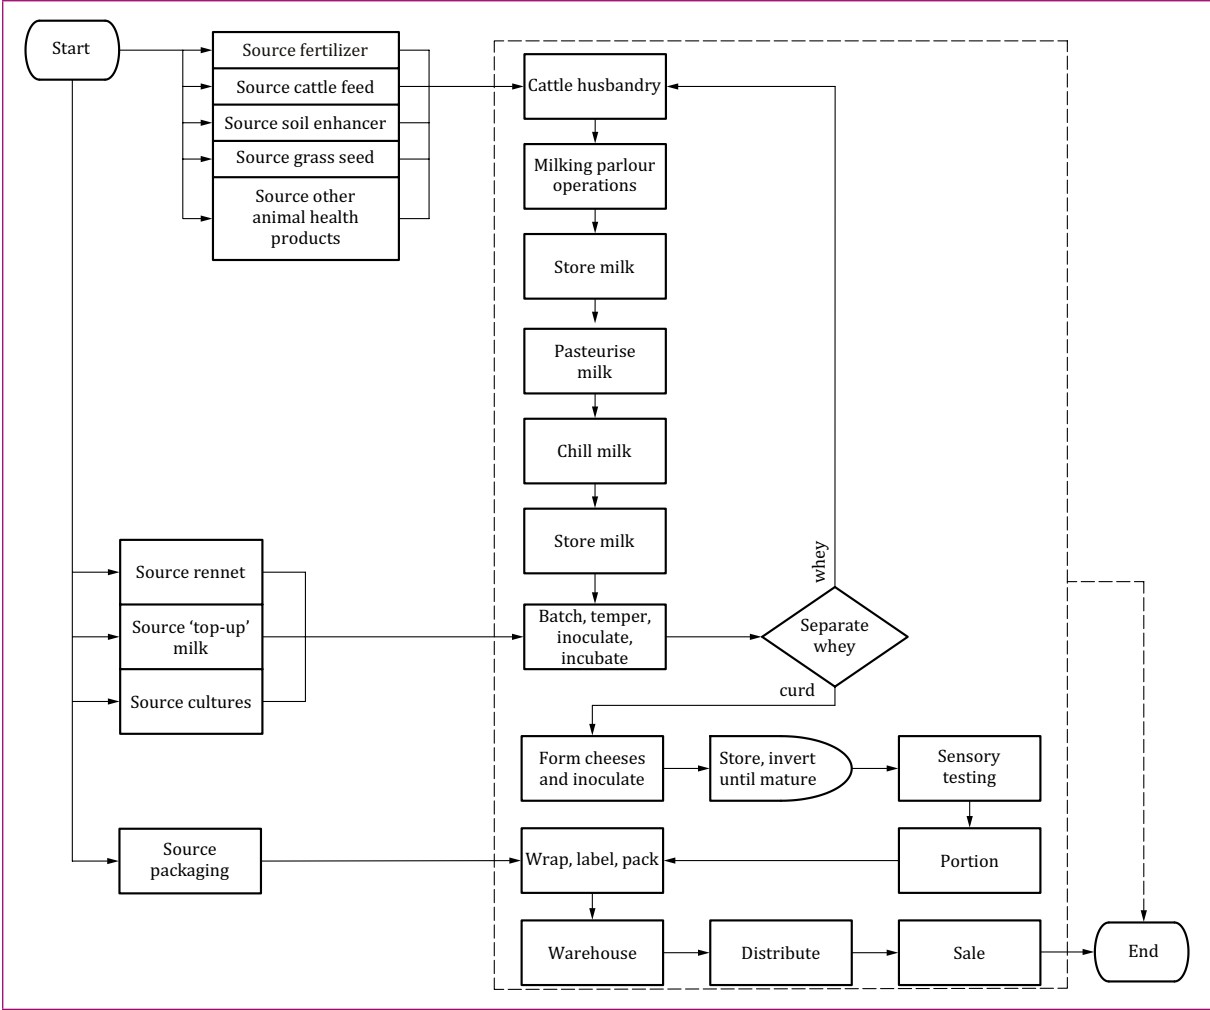 Start
Source fertilizer
Source cattle feed
Source soil enhancer
Source grass seed
Source other
animal health
products
Cattle husbandry
Milking parlour
operations
Store milk
Pasteurise
milk
Chill milk
Store milk
Source rennet
Source ‘top-up’
milk
Source cultures
Batch, temper,
inoculate,
incubate
whey
Separate
whey
curd
Form cheeses
and inoculate
Store, invert
until mature
Sensory
testing
Source
packaging
Wrap, label, pack
Portion
Warehouse
Distribute
Sale
End